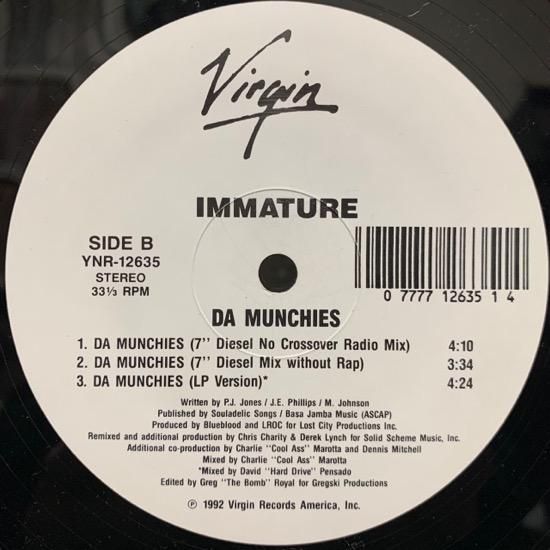 Virgin
IMMATURE
SIDE B
YNR-12635
STEREO
33⅓ RPM
0 7777 12635 1 4
DA MUNCHIES
1. DA MUNCHIES (7'' Diesel No Crossover Radio Mix) 4:10
2. DA MUNCHIES (7'' Diesel Mix without Rap) 3:34
3. DA MUNCHIES (LP Version)* 4:24
Written by P.J. Jones / J.E. Phillips / M. Johnson
Published by Souladelic Songs / Basa Jamba Music (ASCAP)
Produced by Blueblood and LROC for Lost City Productions Inc.
Remixed and additional production by Chris Charity & Derek Lynch for Solid Scheme Music, Inc.
Additional co-production by Charlie "Cool Ass" Marotta and Dennis Mitchell
Mixed by Charlie "Cool Ass" Marotta
*Mixed by David "Hard Drive" Pensado
Edited by Greg "The Bomb" Royal for Gregski Productions
℗ 1992 Virgin Records America, Inc.